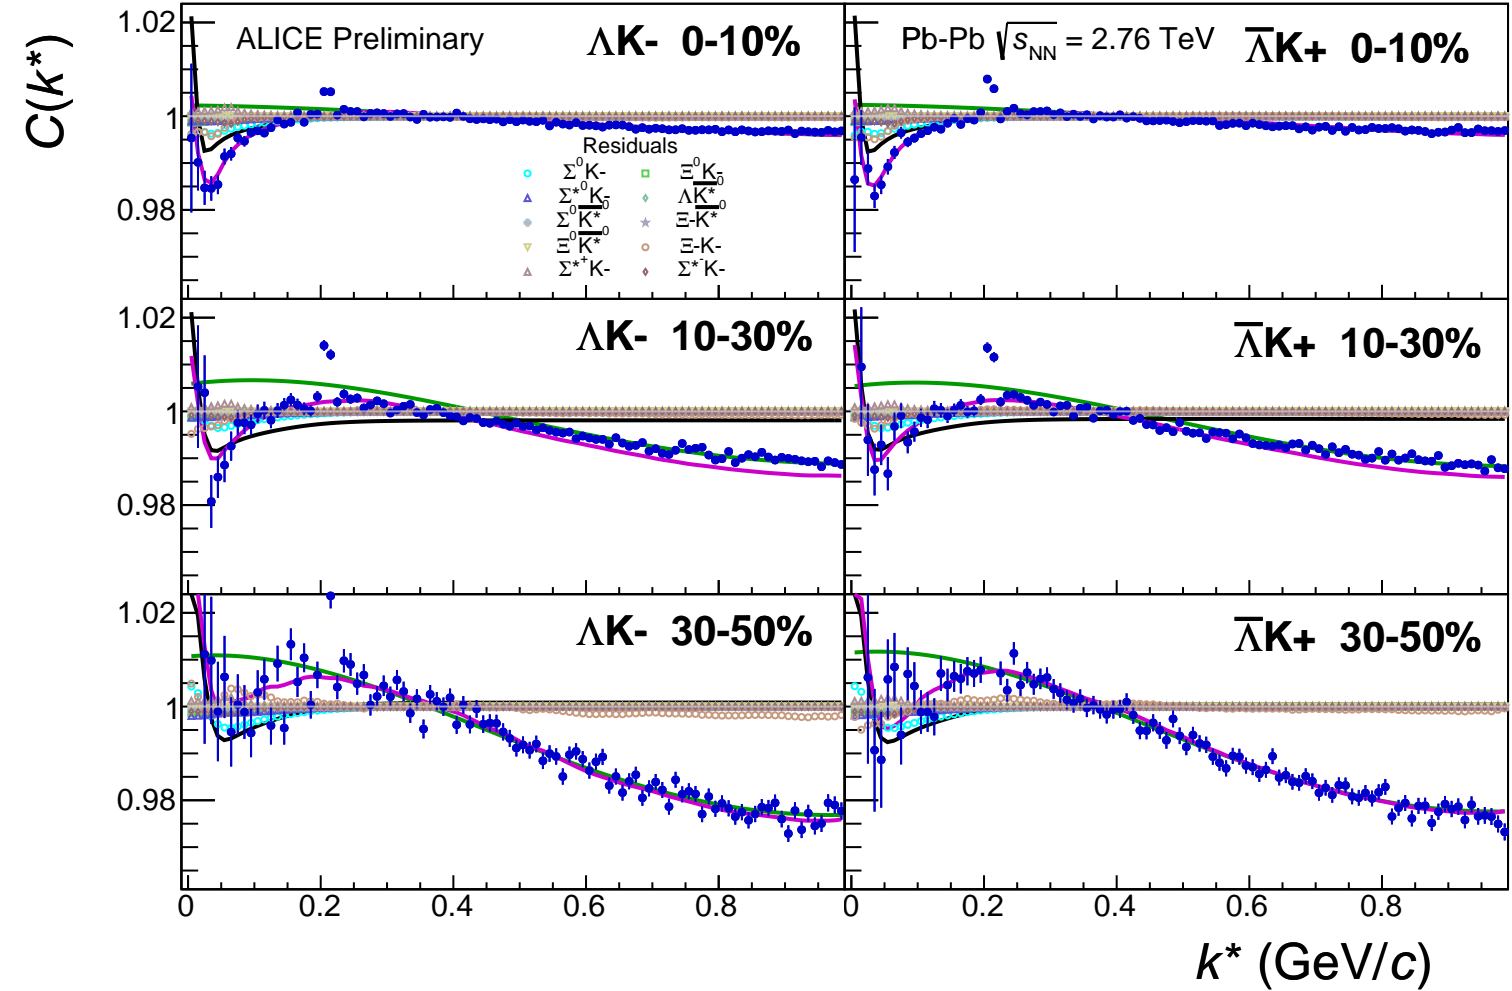 C(k*)
1.02
1
0.98
ALICE Preliminary
ΛK- 0-10%
Pb-Pb √s_NN = 2.76 TeV
Λ̅K+ 0-10%
Residuals
Σ⁰K- Ξ⁰K-
Σ*⁰K- ΛK̅*⁰
Σ⁰K̅*⁰ Ξ-K̅*⁰
Ξ⁰K̅*⁰ Ξ-K-
Σ*⁺K- Σ*⁻K-
1.02
1
0.98
ΛK- 10-30%
Λ̅K+ 10-30%
1.02
1
0.98
ΛK- 30-50%
Λ̅K+ 30-50%
0 0.2 0.4 0.6 0.8 0 0.2 0.4 0.6 0.8
k* (GeV/c)